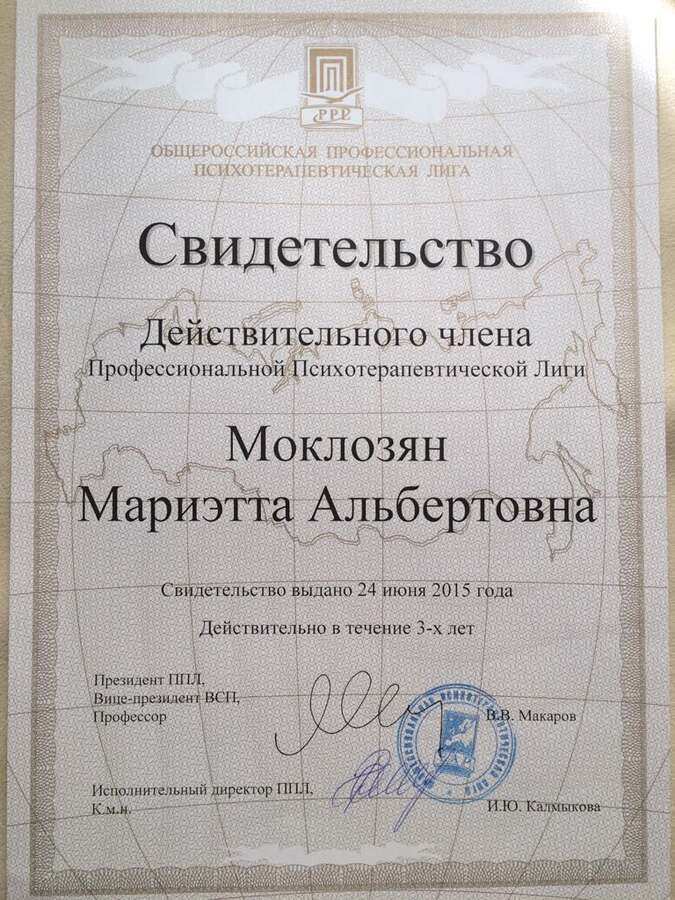 РРР
ОБЩЕРОССИЙСКАЯ ПРОФЕССИОНАЛЬНАЯ
ПСИХОТЕРАПЕВТИЧЕСКАЯ ЛИГА
Свидетельство
Действительного члена
Профессиональной Психотерапевтической Лиги
Моклозян
Мариэтта Альбертовна
Свидетельство выдано 24 июня 2015 года
Действительно в течение 3-х лет
Президент ППЛ,
Вице-президент ВСП,
Профессор
В.В. Макаров
Исполнительный директор ППЛ,
К.м.н.
И.Ю. Калмыкова